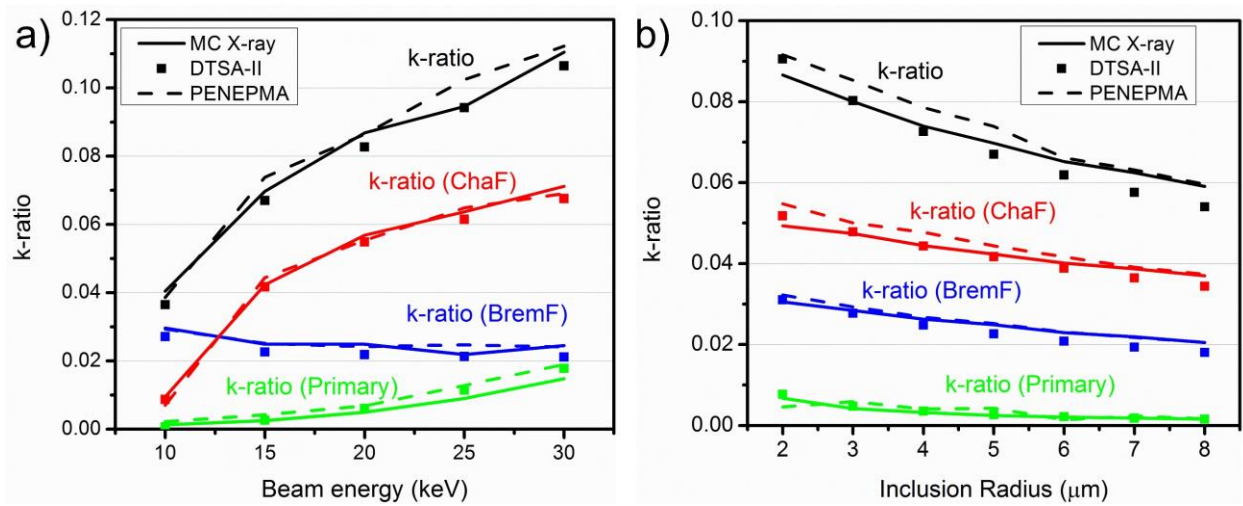 a)
MC X-ray
DTSA-II
PENEPMA
k-ratio
k-ratio (ChaF)
k-ratio (BremF)
k-ratio (Primary)
k-ratio
0.12
0.10
0.08
0.06
0.04
0.02
0.00
10 15 20 25 30
Beam energy (keV)
b)
MC X-ray
DTSA-II
PENEPMA
k-ratio
k-ratio (ChaF)
k-ratio (BremF)
k-ratio (Primary)
k-ratio
0.10
0.08
0.06
0.04
0.02
0.00
2 3 4 5 6 7 8
Inclusion Radius (μm)